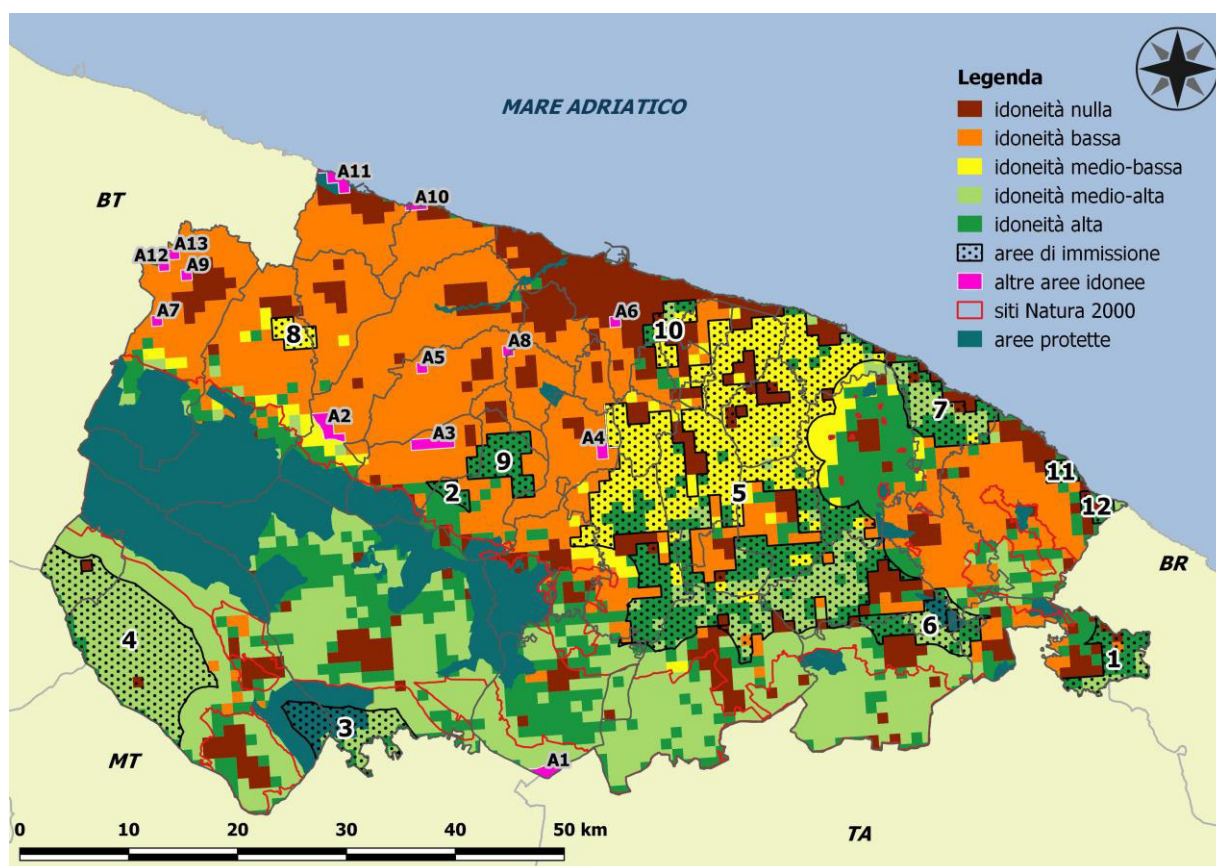 MARE ADRIATICO
Legenda
idoneità nulla
idoneità bassa
idoneità medio-bassa
idoneità medio-alta
idoneità alta
aree di immissione
altre aree idonee
siti Natura 2000
aree protette
BT
A11
A10
A13
A12
A9
A7
A6
8
10
A8
A5
7
A2
A3
A4
9
2
5
11
12
BR
4
6
1
3
MT
A1
TA
0 10 20 30 40 50 km